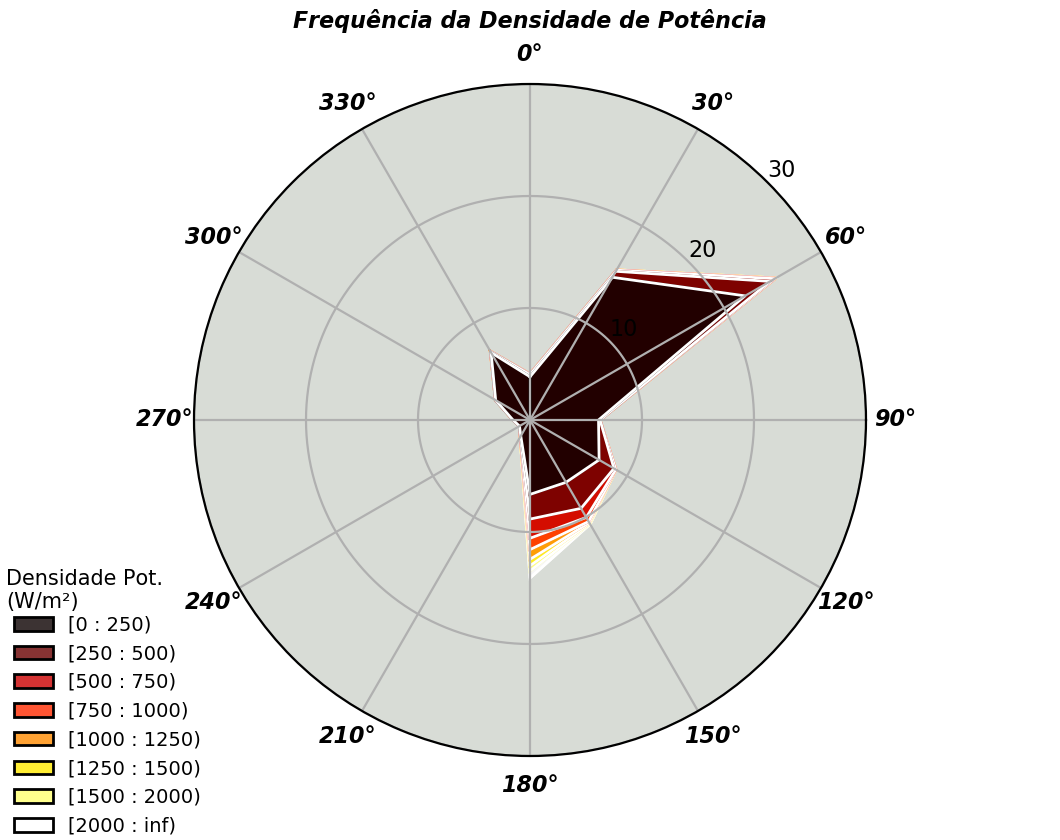 Frequência da Densidade de Potência
0°
330°
30°
30
300°
60°
20
10
270°
90°
Densidade Pot.
(W/m²)
240°
120°
[0 : 250)
[250 : 500)
[500 : 750)
[750 : 1000)
210°
150°
[1000 : 1250)
[1250 : 1500)
180°
[1500 : 2000)
[2000 : inf)